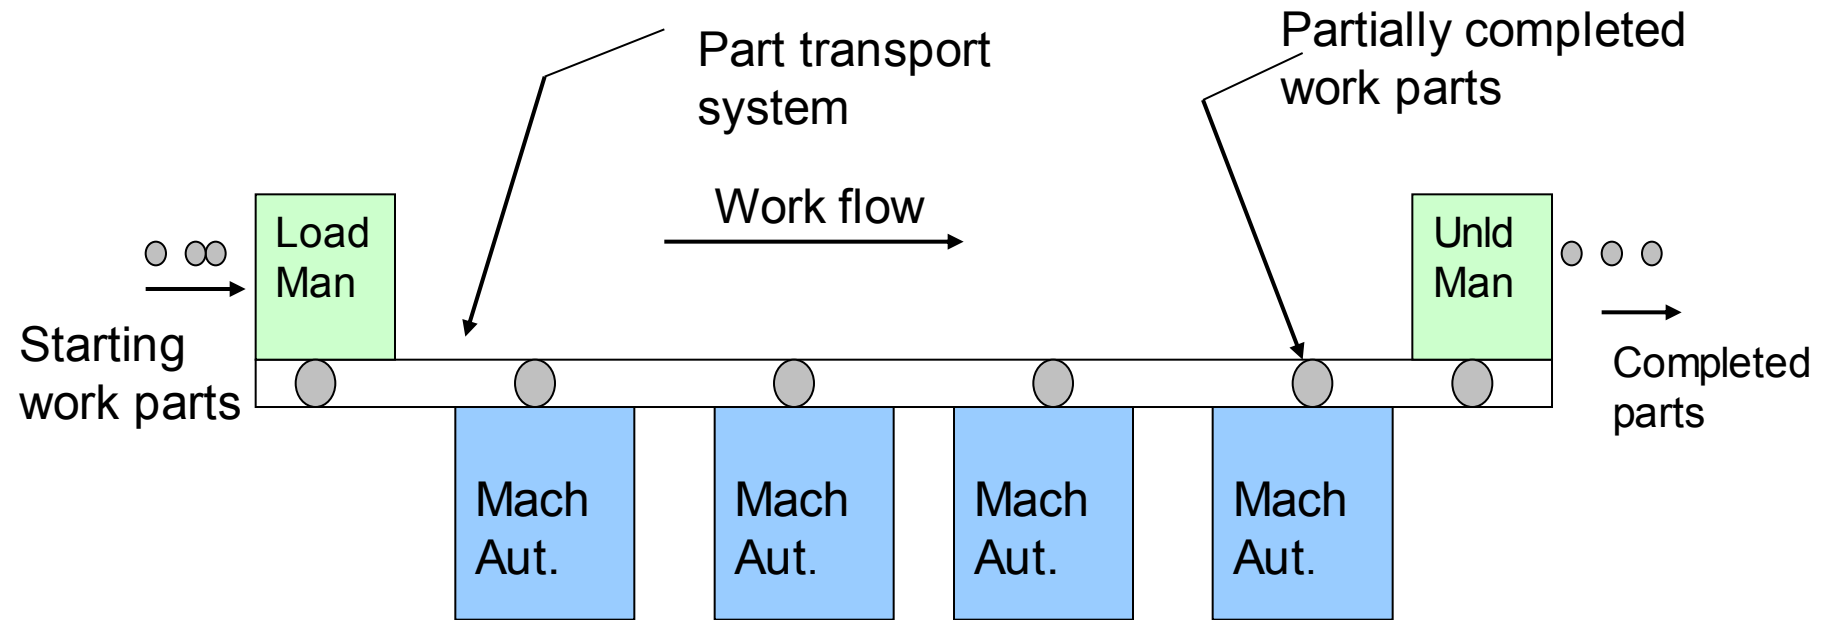 Part transport
system
Partially completed
work parts
Work flow
Load
Man
Unld
Man
Starting
work parts
Completed
parts
Mach
Aut.
Mach
Aut.
Mach
Aut.
Mach
Aut.